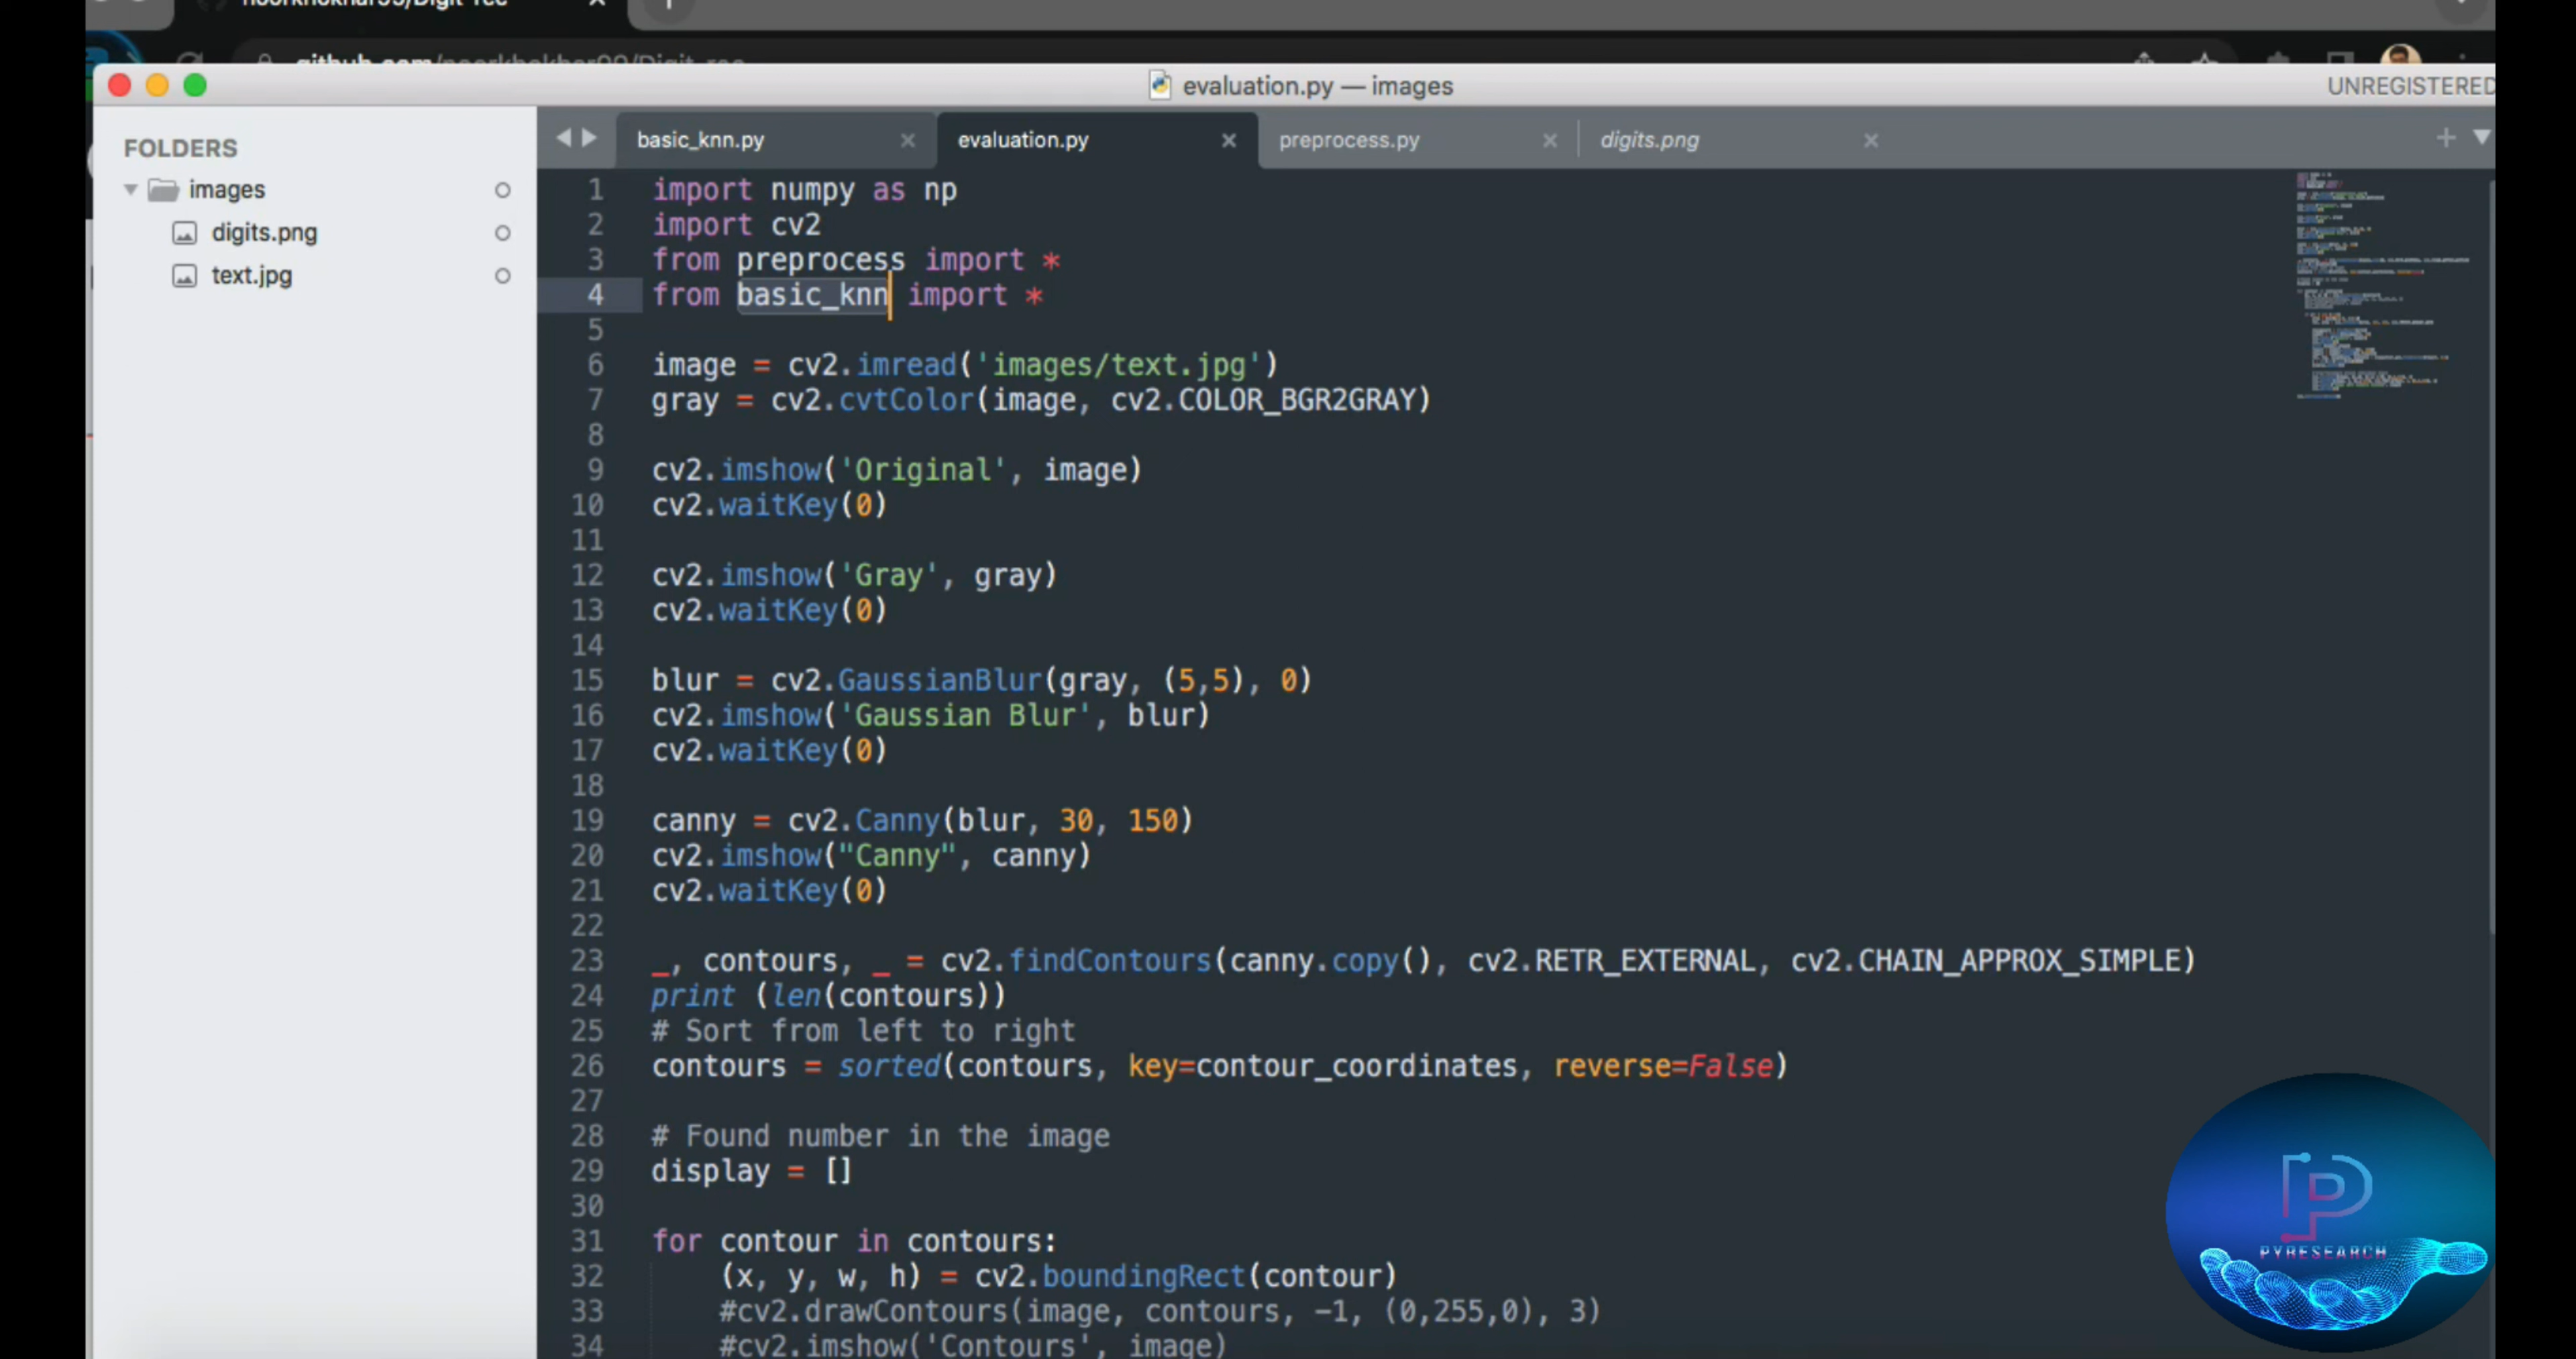 evaluation.py — images
UNREGISTERED
FOLDERS
images
digits.png
text.jpg
basic_knn.py
evaluation.py
preprocess.py
digits.png
1 import numpy as np
2 import cv2
3 from preprocess import *
4 from basic_knn import *
5
6 image = cv2.imread('images/text.jpg')
7 gray = cv2.cvtColor(image, cv2.COLOR_BGR2GRAY)
8
9 cv2.imshow('Original', image)
10 cv2.waitKey(0)
11
12 cv2.imshow('Gray', gray)
13 cv2.waitKey(0)
14
15 blur = cv2.GaussianBlur(gray, (5,5), 0)
16 cv2.imshow('Gaussian Blur', blur)
17 cv2.waitKey(0)
18
19 canny = cv2.Canny(blur, 30, 150)
20 cv2.imshow("Canny", canny)
21 cv2.waitKey(0)
22
23 _, contours, _ = cv2.findContours(canny.copy(), cv2.RETR_EXTERNAL, cv2.CHAIN_APPROX_SIMPLE)
24 print (len(contours))
25 # Sort from left to right
26 contours = sorted(contours, key=contour_coordinates, reverse=False)
27
28 # Found number in the image
29 display = []
30
31 for contour in contours:
32 (x, y, w, h) = cv2.boundingRect(contour)
33 #cv2.drawContours(image, contours, -1, (0,255,0), 3)
34 #cv2.imshow('Contours', image)
PYRESEARCH